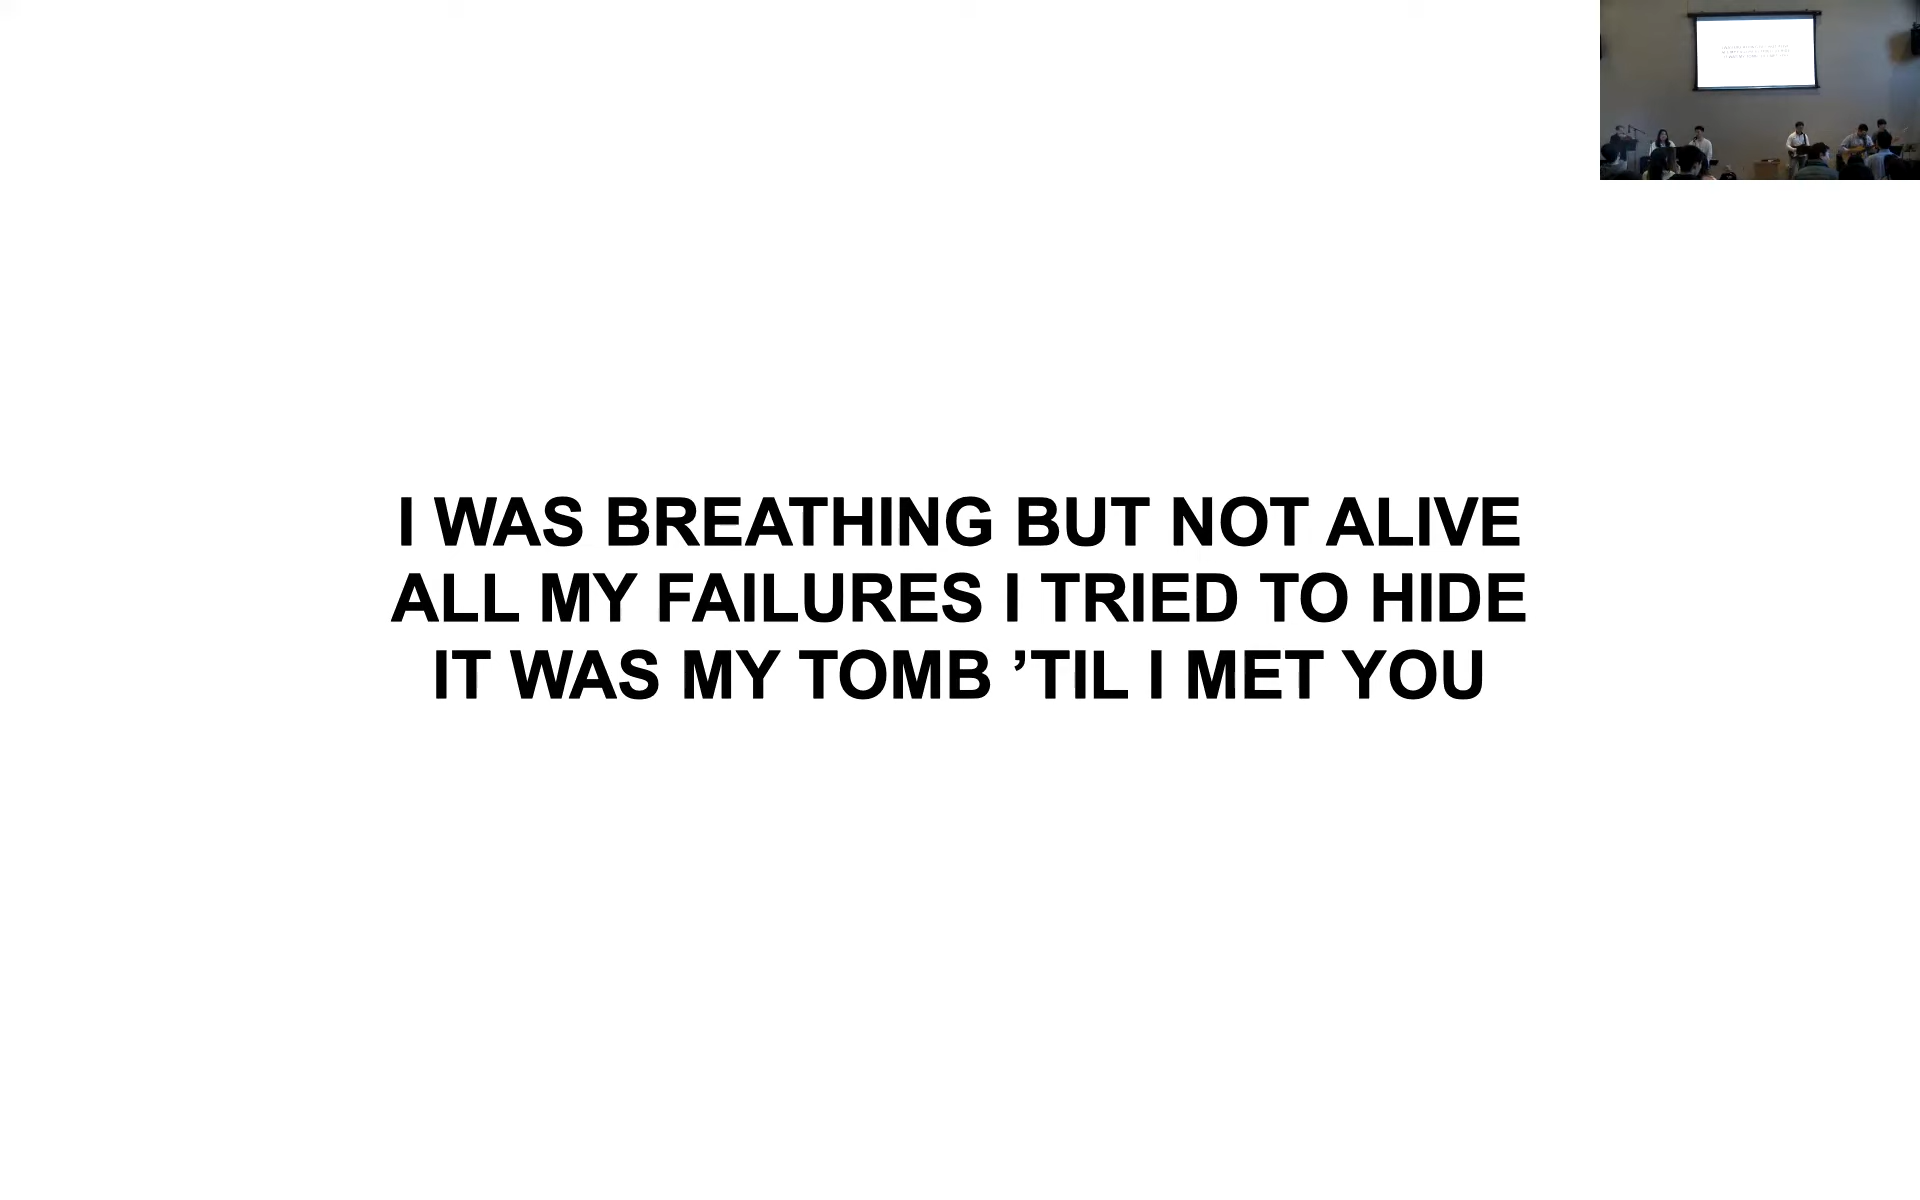 I WAS BREATHING BUT NOT ALIVE
ALL MY FAILURES I TRIED TO HIDE
IT WAS MY TOMB ’TIL I MET YOU